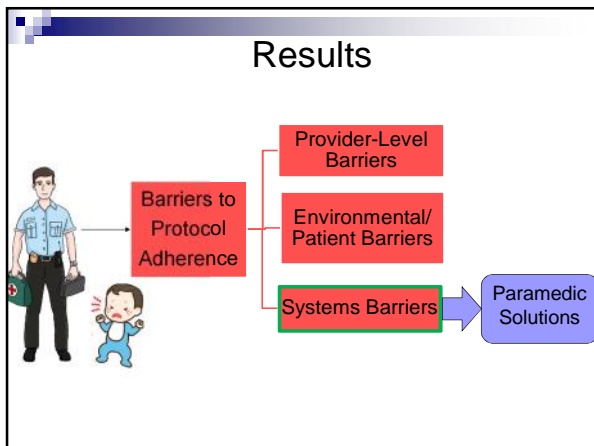 Results
Barriers to
Protocol
Adherence
Provider-Level
Barriers
Environmental/
Patient Barriers
Systems Barriers
Paramedic
Solutions